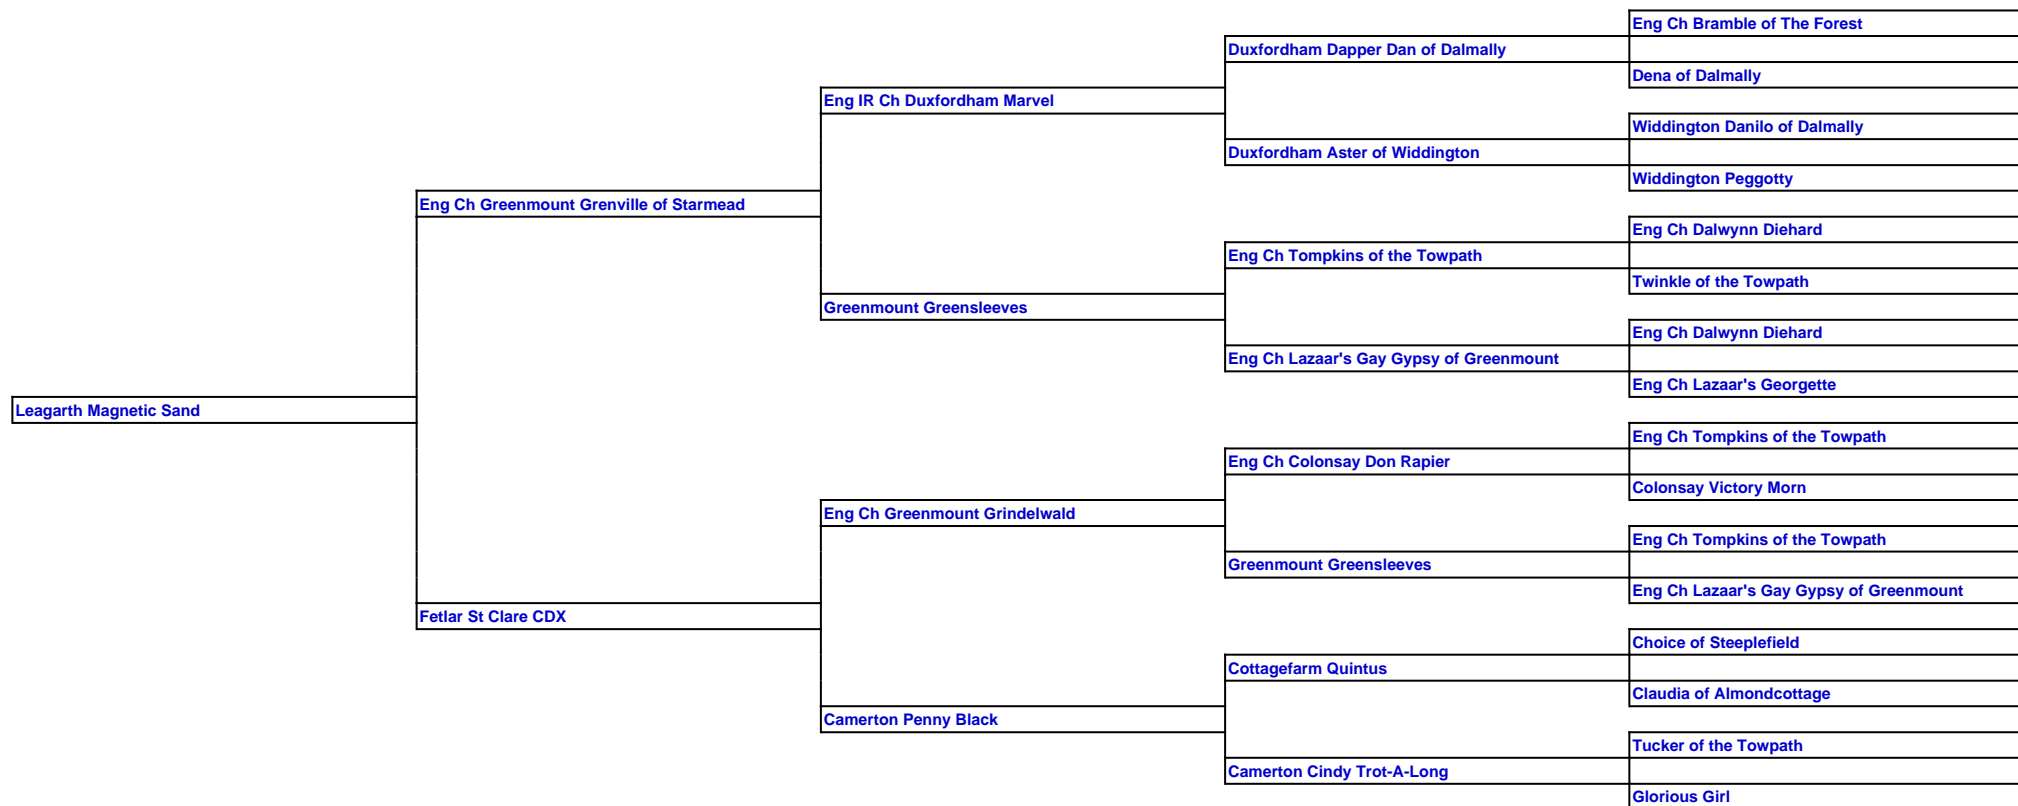 Eng Ch Bramble of The Forest
Duxfordham Dapper Dan of Dalmally
Dena of Dalmally
Eng IR Ch Duxfordham Marvel
Widdington Danilo of Dalmally
Duxfordham Aster of Widdington
Widdington Peggotty
Eng Ch Greenmount Grenville of Starmead
Eng Ch Dalwynn Diehard
Eng Ch Tompkins of the Towpath
Twinkle of the Towpath
Greenmount Greensleeves
Eng Ch Dalwynn Diehard
Eng Ch Lazaar's Gay Gypsy of Greenmount
Eng Ch Lazaar's Georgette
Leagarth Magnetic Sand
Eng Ch Tompkins of the Towpath
Eng Ch Colonsay Don Rapier
Colonsay Victory Morn
Eng Ch Greenmount Grindelwald
Eng Ch Tompkins of the Towpath
Greenmount Greensleeves
Eng Ch Lazaar's Gay Gypsy of Greenmount
Fetlar St Clare CDX
Choice of Steeplefield
Cottagefarm Quintus
Claudia of Almondcottage
Camerton Penny Black
Tucker of the Towpath
Camerton Cindy Trot-A-Long
Glorious Girl